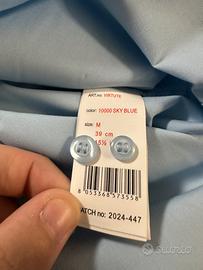 ART.no. VIRTUTE
color: 10000 SKY BLUE
size: M
39 cm
15½
8 053368 573558
ATCH no: 2024-447
subito